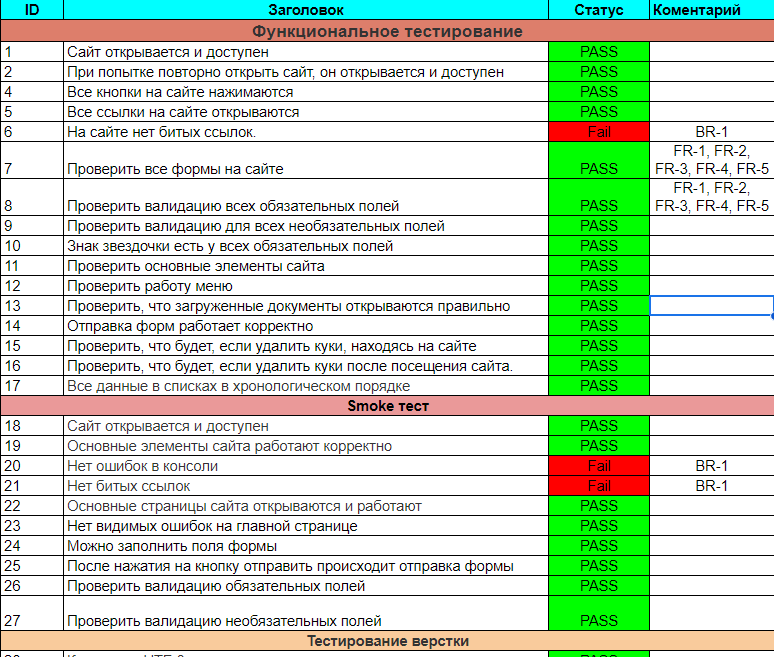 ID Заголовок Статус Коментарий
Функциональное тестирование
1 Сайт открывается и доступен PASS
2 При попытке повторно открыть сайт, он открывается и доступен PASS
4 Все кнопки на сайте нажимаются PASS
5 Все ссылки на сайте открываются PASS
6 На сайте нет битых ссылок. Fail BR-1
FR-1, FR-2,
7 Проверить все формы на сайте PASS FR-3, FR-4, FR-5
FR-1, FR-2,
8 Проверить валидацию всех обязательных полей PASS FR-3, FR-4, FR-5
9 Проверить валидацию для всех необязательных полей PASS
10 Знак звездочки есть у всех обязательных полей PASS
11 Проверить основные элементы сайта PASS
12 Проверить работу меню PASS
13 Проверить, что загруженные документы открываются правильно PASS
14 Отправка форм работает корректно PASS
15 Проверить, что будет, если удалить куки, находясь на сайте PASS
16 Проверить, что будет, если удалить куки после посещения сайта. PASS
17 Все данные в списках в хронологическом порядке PASS
Smoke тест
18 Сайт открывается и доступен PASS
19 Основные элементы сайта работают корректно PASS
20 Нет ошибок в консоли Fail BR-1
21 Нет битых ссылок Fail BR-1
22 Основные страницы сайта открываются и работают PASS
23 Нет видимых ошибок на главной странице PASS
24 Можно заполнить поля формы PASS
25 После нажатия на кнопку отправить происходит отправка формы PASS
26 Проверить валидацию обязательных полей PASS
27 Проверить валидацию необязательных полей PASS
Тестирование верстки